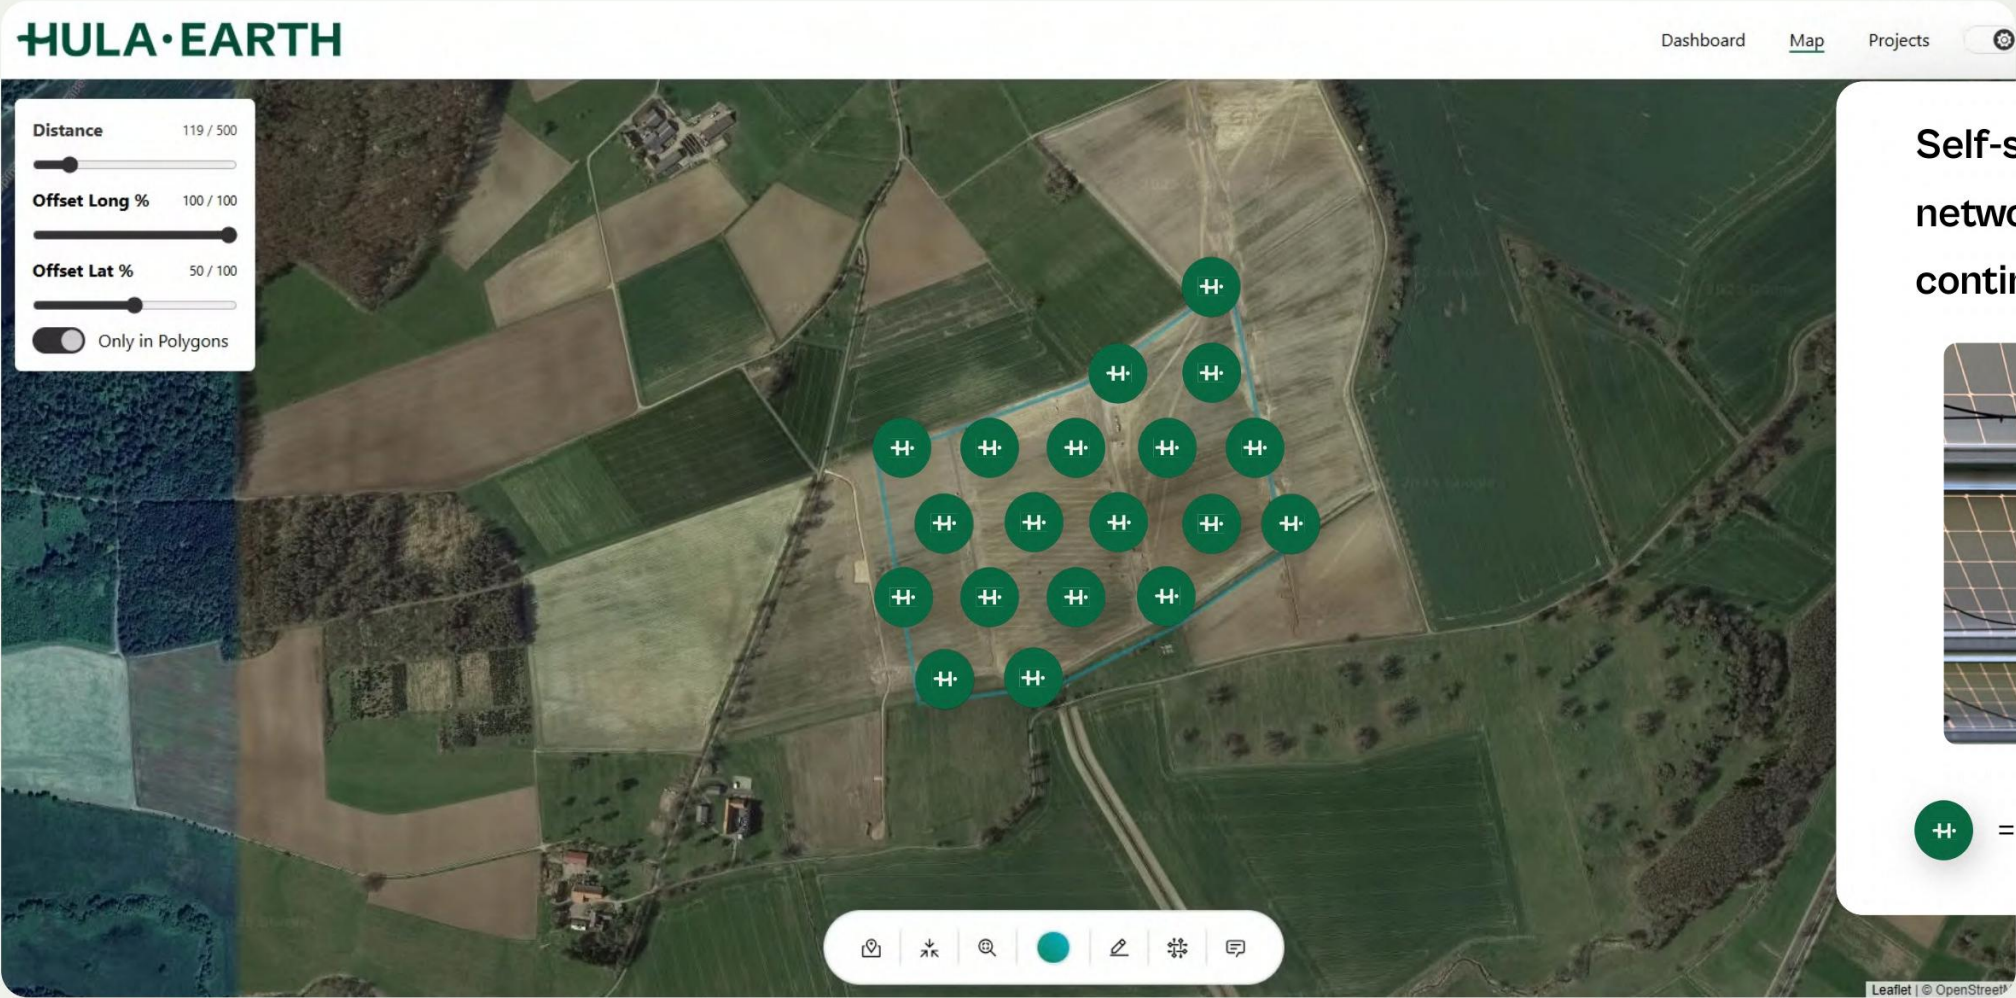 HULA·EARTH
Dashboard
Map
Projects
Distance 119 / 500
Offset Long % 100 / 100
Offset Lat % 50 / 100
Only in Polygons
Self-s
netwo
contin
=
Leaflet | © OpenStreetM